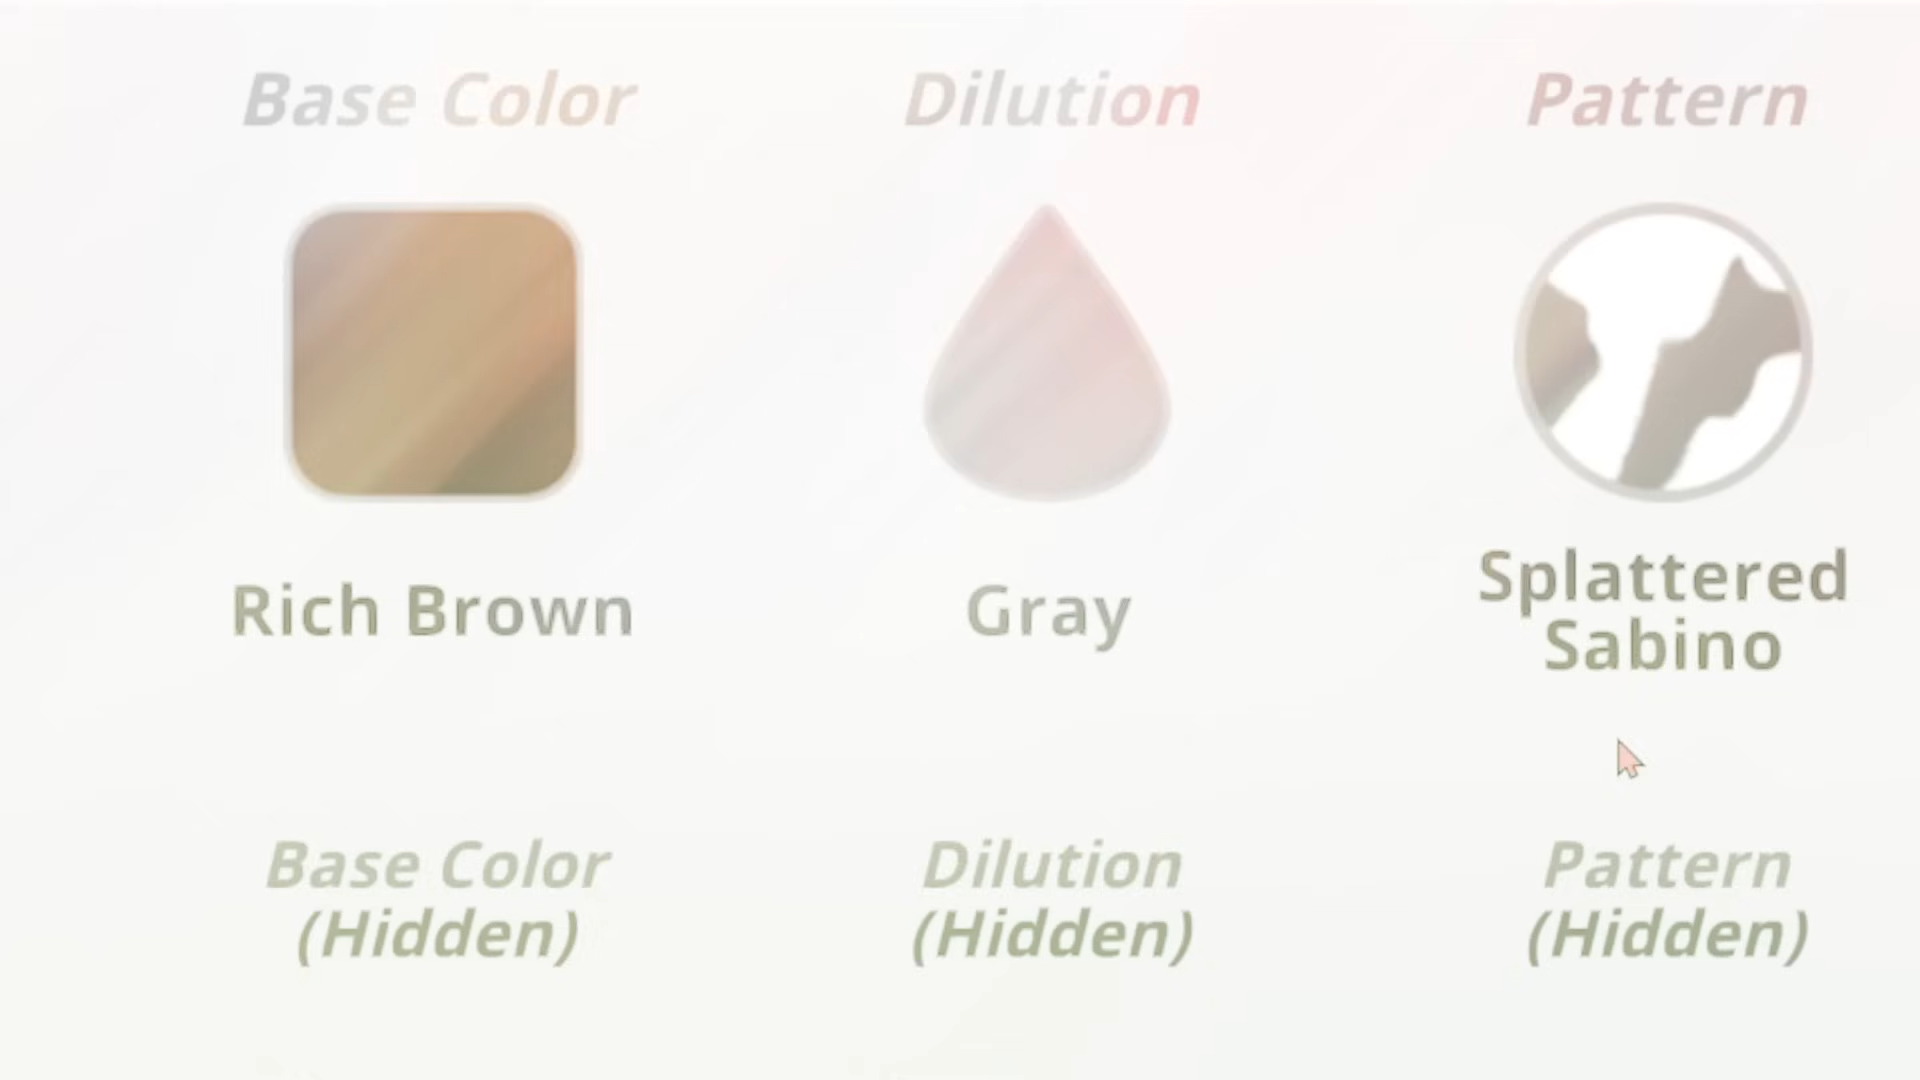 Base Color
Dilution
Pattern
Rich Brown
Gray
Splattered
Sabino
Base Color
(Hidden)
Dilution
(Hidden)
Pattern
(Hidden)